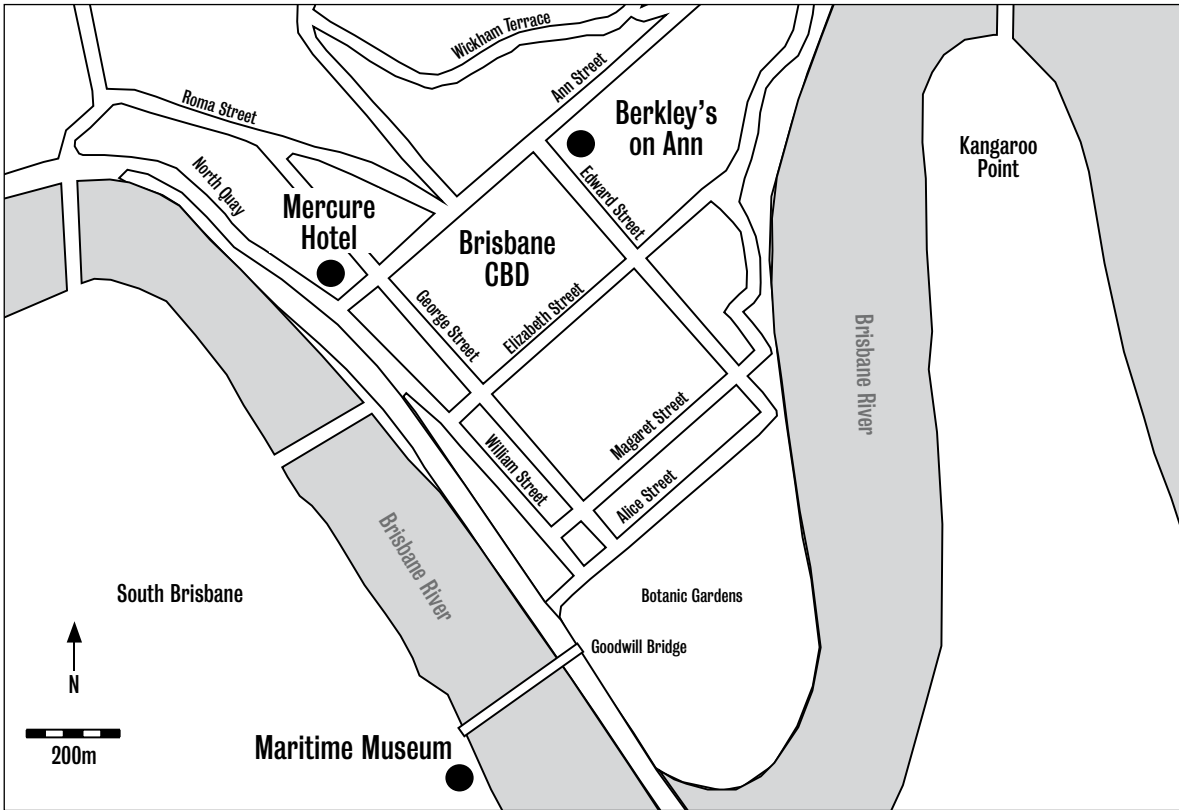 Wickham Terrace
Ann Street
Roma Street
Berkley's
on Ann
Kangaroo
Point
North Quay
Edward Street
Mercure
Hotel
Brisbane
CBD
George Street
Elizabeth Street
Brisbane River
Magaret Street
William Street
Alice Street
Brisbane River
South Brisbane
Botanic Gardens
Goodwill Bridge
N
200m
Maritime Museum